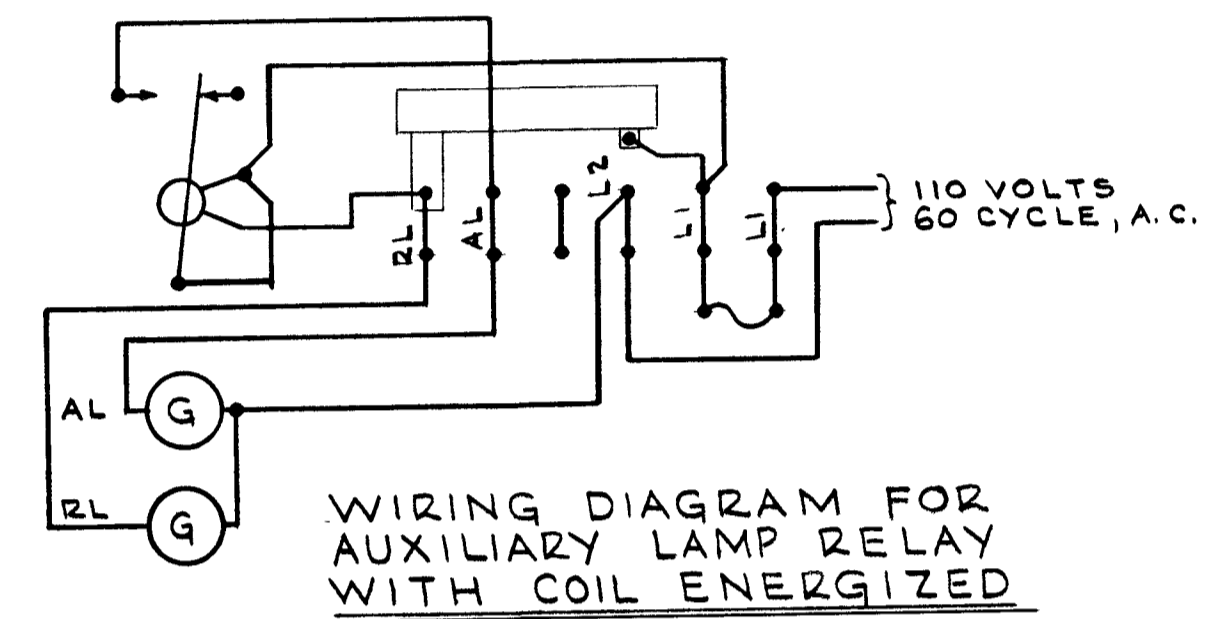 L2
110 VOLTS
60 CYCLE, A.C.
RL
AL
L1
L1
AL
G
RL
G
WIRING DIAGRAM FOR
AUXILIARY LAMP RELAY
WITH COIL ENERGIZED